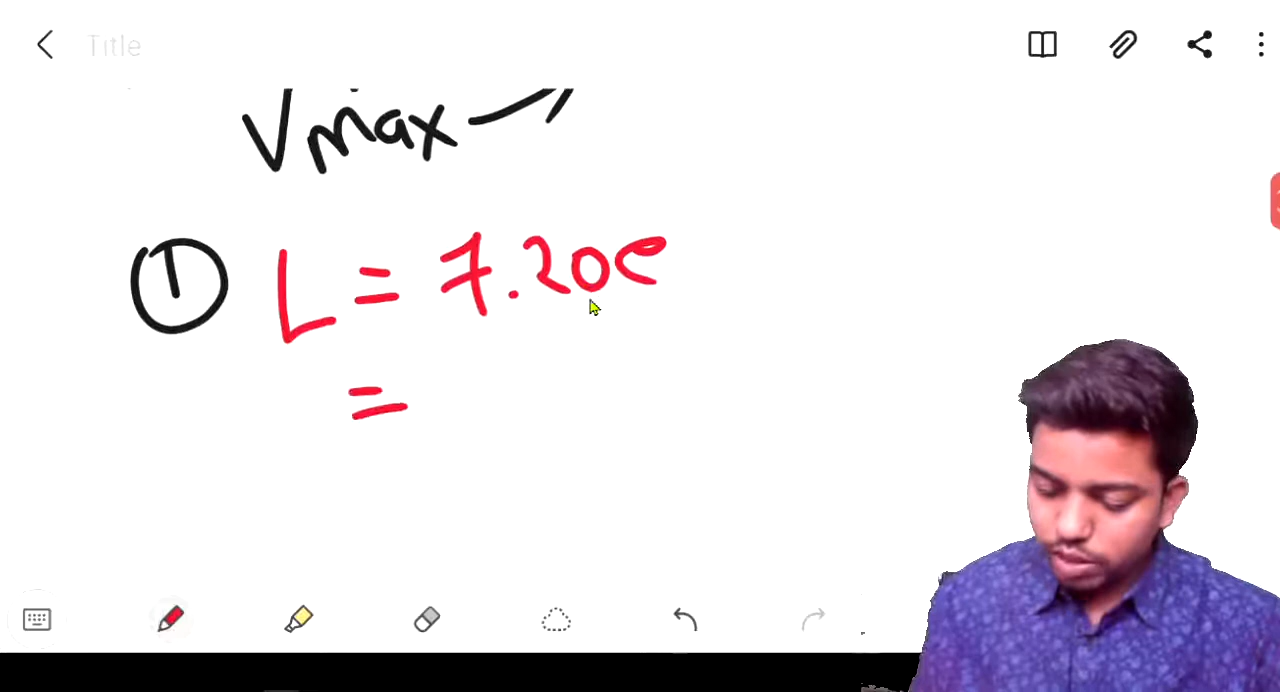 Title
Vmax →
① L = 7.20e
=